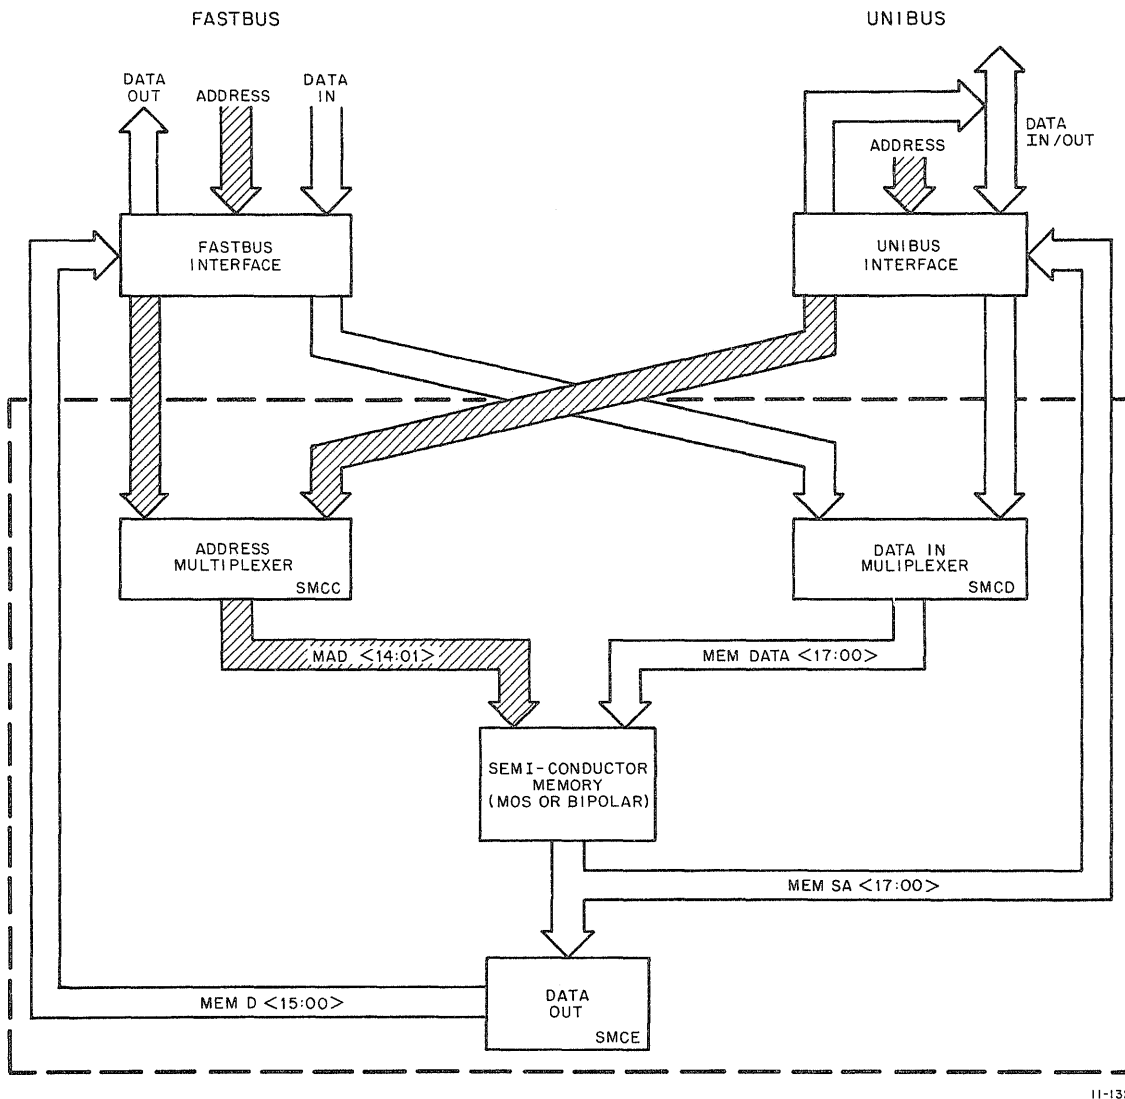 FASTBUS
UNIBUS
DATA
OUT
ADDRESS
DATA
IN
ADDRESS
DATA
IN/OUT
FASTBUS
INTERFACE
UNIBUS
INTERFACE
ADDRESS
MULTIPLEXER
SMCC
DATA IN
MULIPLEXER
SMCD
MAD <14:01>
MEM DATA <17:00>
SEMI-CONDUCTOR
MEMORY
(MOS OR BIPOLAR)
MEM SA <17:00>
DATA
OUT
SMCE
MEM D <15:00>